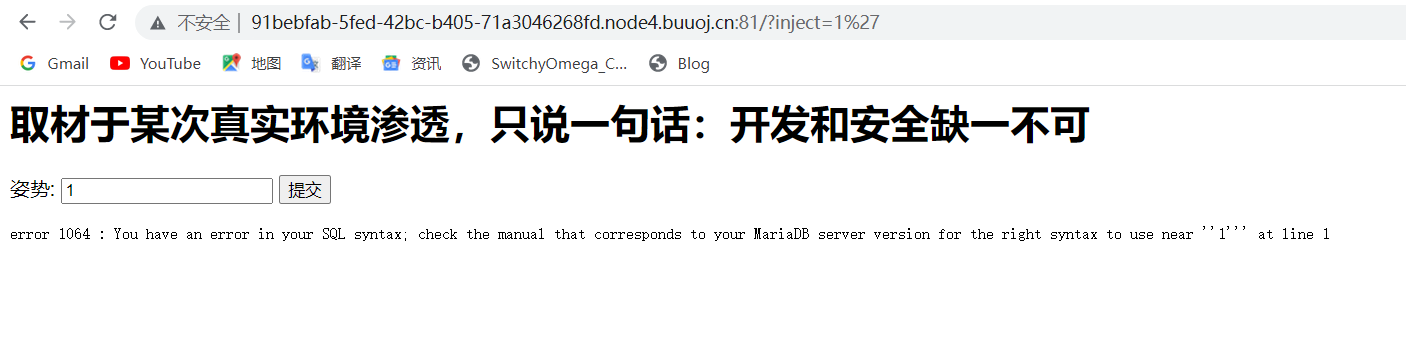 不安全 | 91bebfab-5fed-42bc-b405-71a3046268fd.node4.buuoj.cn:81/?inject=1%27
Gmail YouTube 地图 翻译 资讯 SwitchyOmega_C... Blog
取材于某次真实环境渗透，只说一句话：开发和安全缺一不可
姿势: 1 提交
error 1064 : You have an error in your SQL syntax; check the manual that corresponds to your MariaDB server version for the right syntax to use near ''1''' at line 1